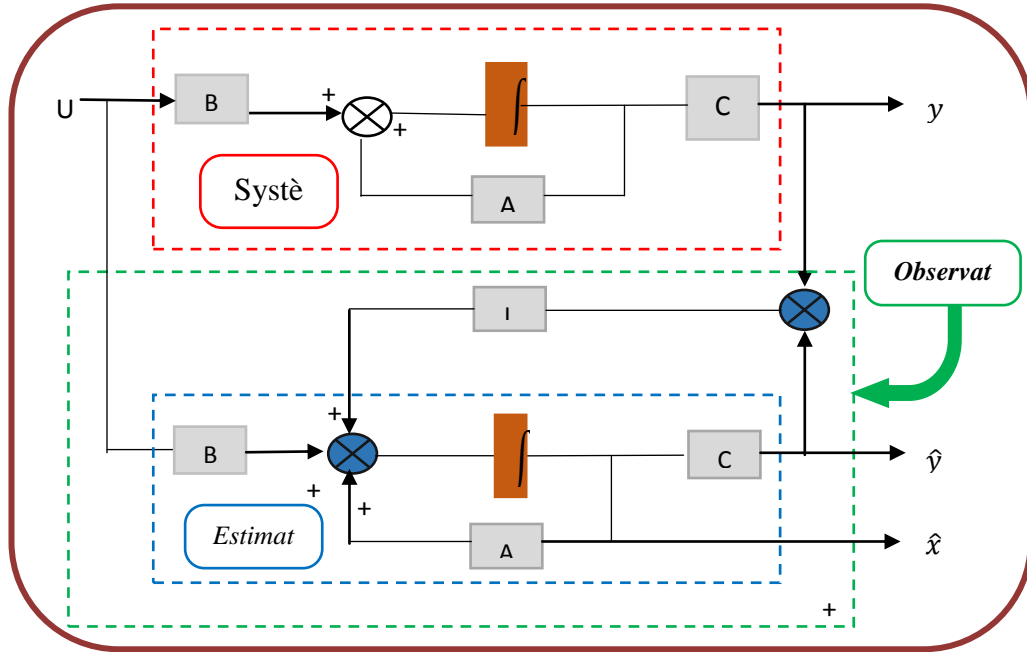 U
B
+
+
∫
C
y
Systè
A
Observat
+
B
∫
C
ŷ
+
+
Estimat
A
x̂
+